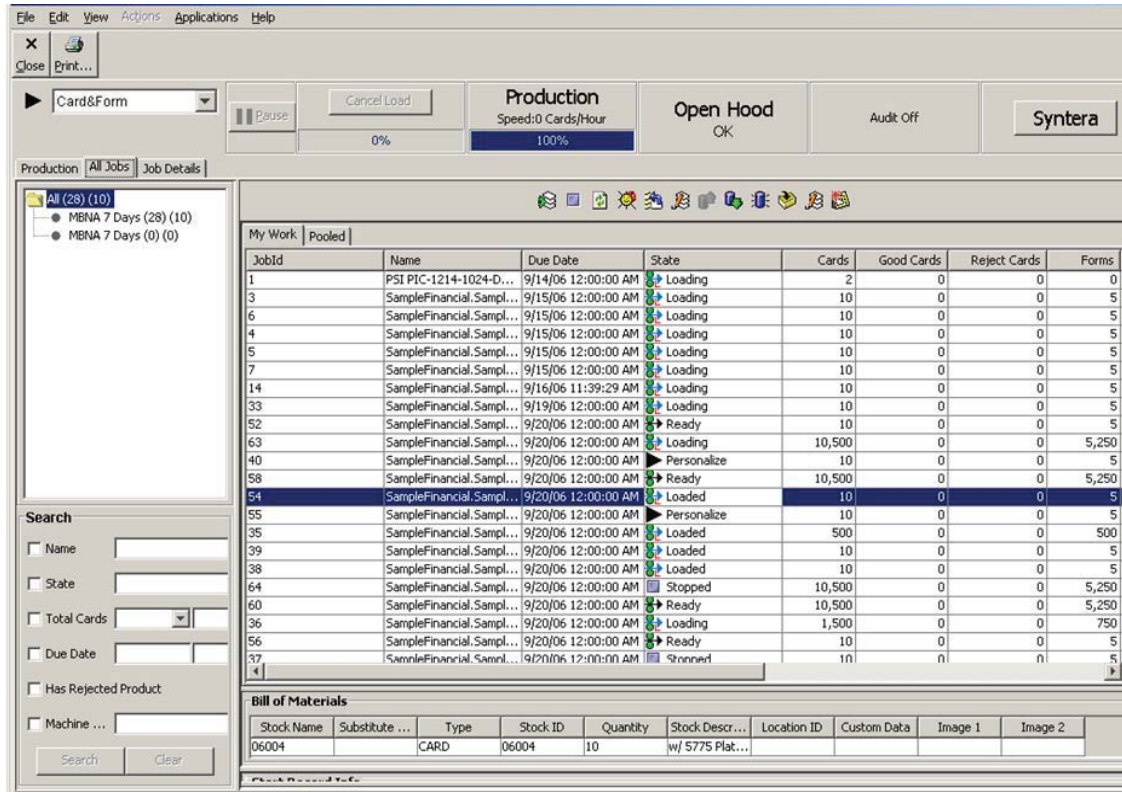 File Edit View Actions Applications Help
Close Print...
Card&Form
Pause
Cancel Load
0%
Production
Speed:0 Cards/Hour
100%
Open Hood
OK
Audit Off
Syntera
Production All Jobs Job Details
All (28) (10)
MBNA 7 Days (28) (10)
MBNA 7 Days (0) (0)
My Work Pooled
JobId Name Due Date State Cards Good Cards Reject Cards Forms
1 PSI PIC-1214-1024-D... 9/14/06 12:00:00 AM Loading 2 0 0 0
3 SampleFinancial.Sampl... 9/15/06 12:00:00 AM Loading 10 0 0 5
6 SampleFinancial.Sampl... 9/15/06 12:00:00 AM Loading 10 0 0 5
4 SampleFinancial.Sampl... 9/15/06 12:00:00 AM Loading 10 0 0 5
5 SampleFinancial.Sampl... 9/15/06 12:00:00 AM Loading 10 0 0 5
7 SampleFinancial.Sampl... 9/15/06 12:00:00 AM Loading 10 0 0 5
14 SampleFinancial.Sampl... 9/16/06 11:39:29 AM Loading 10 0 0 5
33 SampleFinancial.Sampl... 9/19/06 12:00:00 AM Loading 10 0 0 5
52 SampleFinancial.Sampl... 9/20/06 12:00:00 AM Ready 10 0 0 5
63 SampleFinancial.Sampl... 9/20/06 12:00:00 AM Loading 10,500 0 0 5,250
40 SampleFinancial.Sampl... 9/20/06 12:00:00 AM Personalize 10 0 0 5
58 SampleFinancial.Sampl... 9/20/06 12:00:00 AM Ready 10,500 0 0 5,250
54 SampleFinancial.Sampl... 9/20/06 12:00:00 AM Loaded 10 0 0 5
55 SampleFinancial.Sampl... 9/20/06 12:00:00 AM Personalize 10 0 0 5
35 SampleFinancial.Sampl... 9/20/06 12:00:00 AM Loaded 500 0 0 500
39 SampleFinancial.Sampl... 9/20/06 12:00:00 AM Loaded 10 0 0 5
38 SampleFinancial.Sampl... 9/20/06 12:00:00 AM Loaded 10 0 0 5
64 SampleFinancial.Sampl... 9/20/06 12:00:00 AM Stopped 10,500 0 0 5,250
60 SampleFinancial.Sampl... 9/20/06 12:00:00 AM Ready 10,500 0 0 5,250
36 SampleFinancial.Sampl... 9/20/06 12:00:00 AM Loading 1,500 0 0 750
56 SampleFinancial.Sampl... 9/20/06 12:00:00 AM Ready 10 0 0 5
37 SampleFinancial.Sampl... 9/20/06 12:00:00 AM Stopped 10 0 0 5
Search
Name
State
Total Cards
Due Date
Has Rejected Product
Machine ...
Search Clear
Bill of Materials
Stock Name Substitute ... Type Stock ID Quantity Stock Descr... Location ID Custom Data Image 1 Image 2
06004 CARD 06004 10 w/ 5775 Plat...